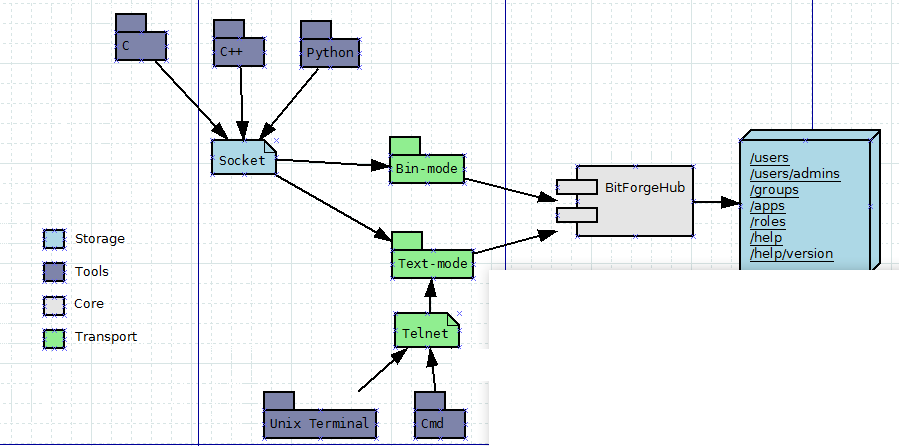 C
C++
Python
Socket
Bin-mode
Text-mode
BitForgeHub
/users
/users/admins
/groups
/apps
/roles
/help
/help/version
Storage
Tools
Core
Transport
Telnet
Unix Terminal
Cmd